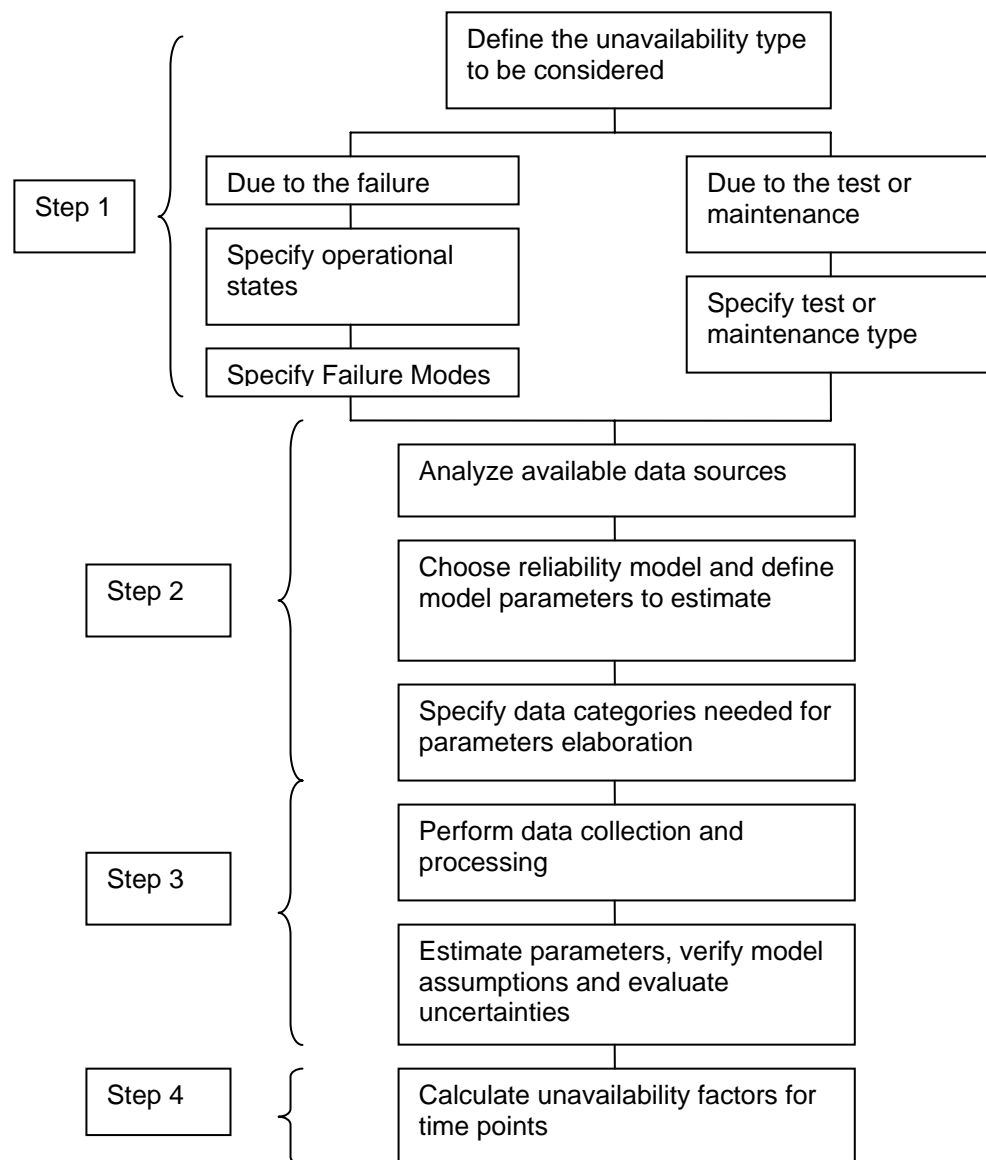 Define the unavailability type
to be considered
Step 1
Due to the failure
Due to the test or
maintenance
Specify operational
states
Specify test or
maintenance type
Specify Failure Modes
Step 2
Analyze available data sources
Choose reliability model and define
model parameters to estimate
Specify data categories needed for
parameters elaboration
Step 3
Perform data collection and
processing
Estimate parameters, verify model
assumptions and evaluate
uncertainties
Step 4
Calculate unavailability factors for
time points